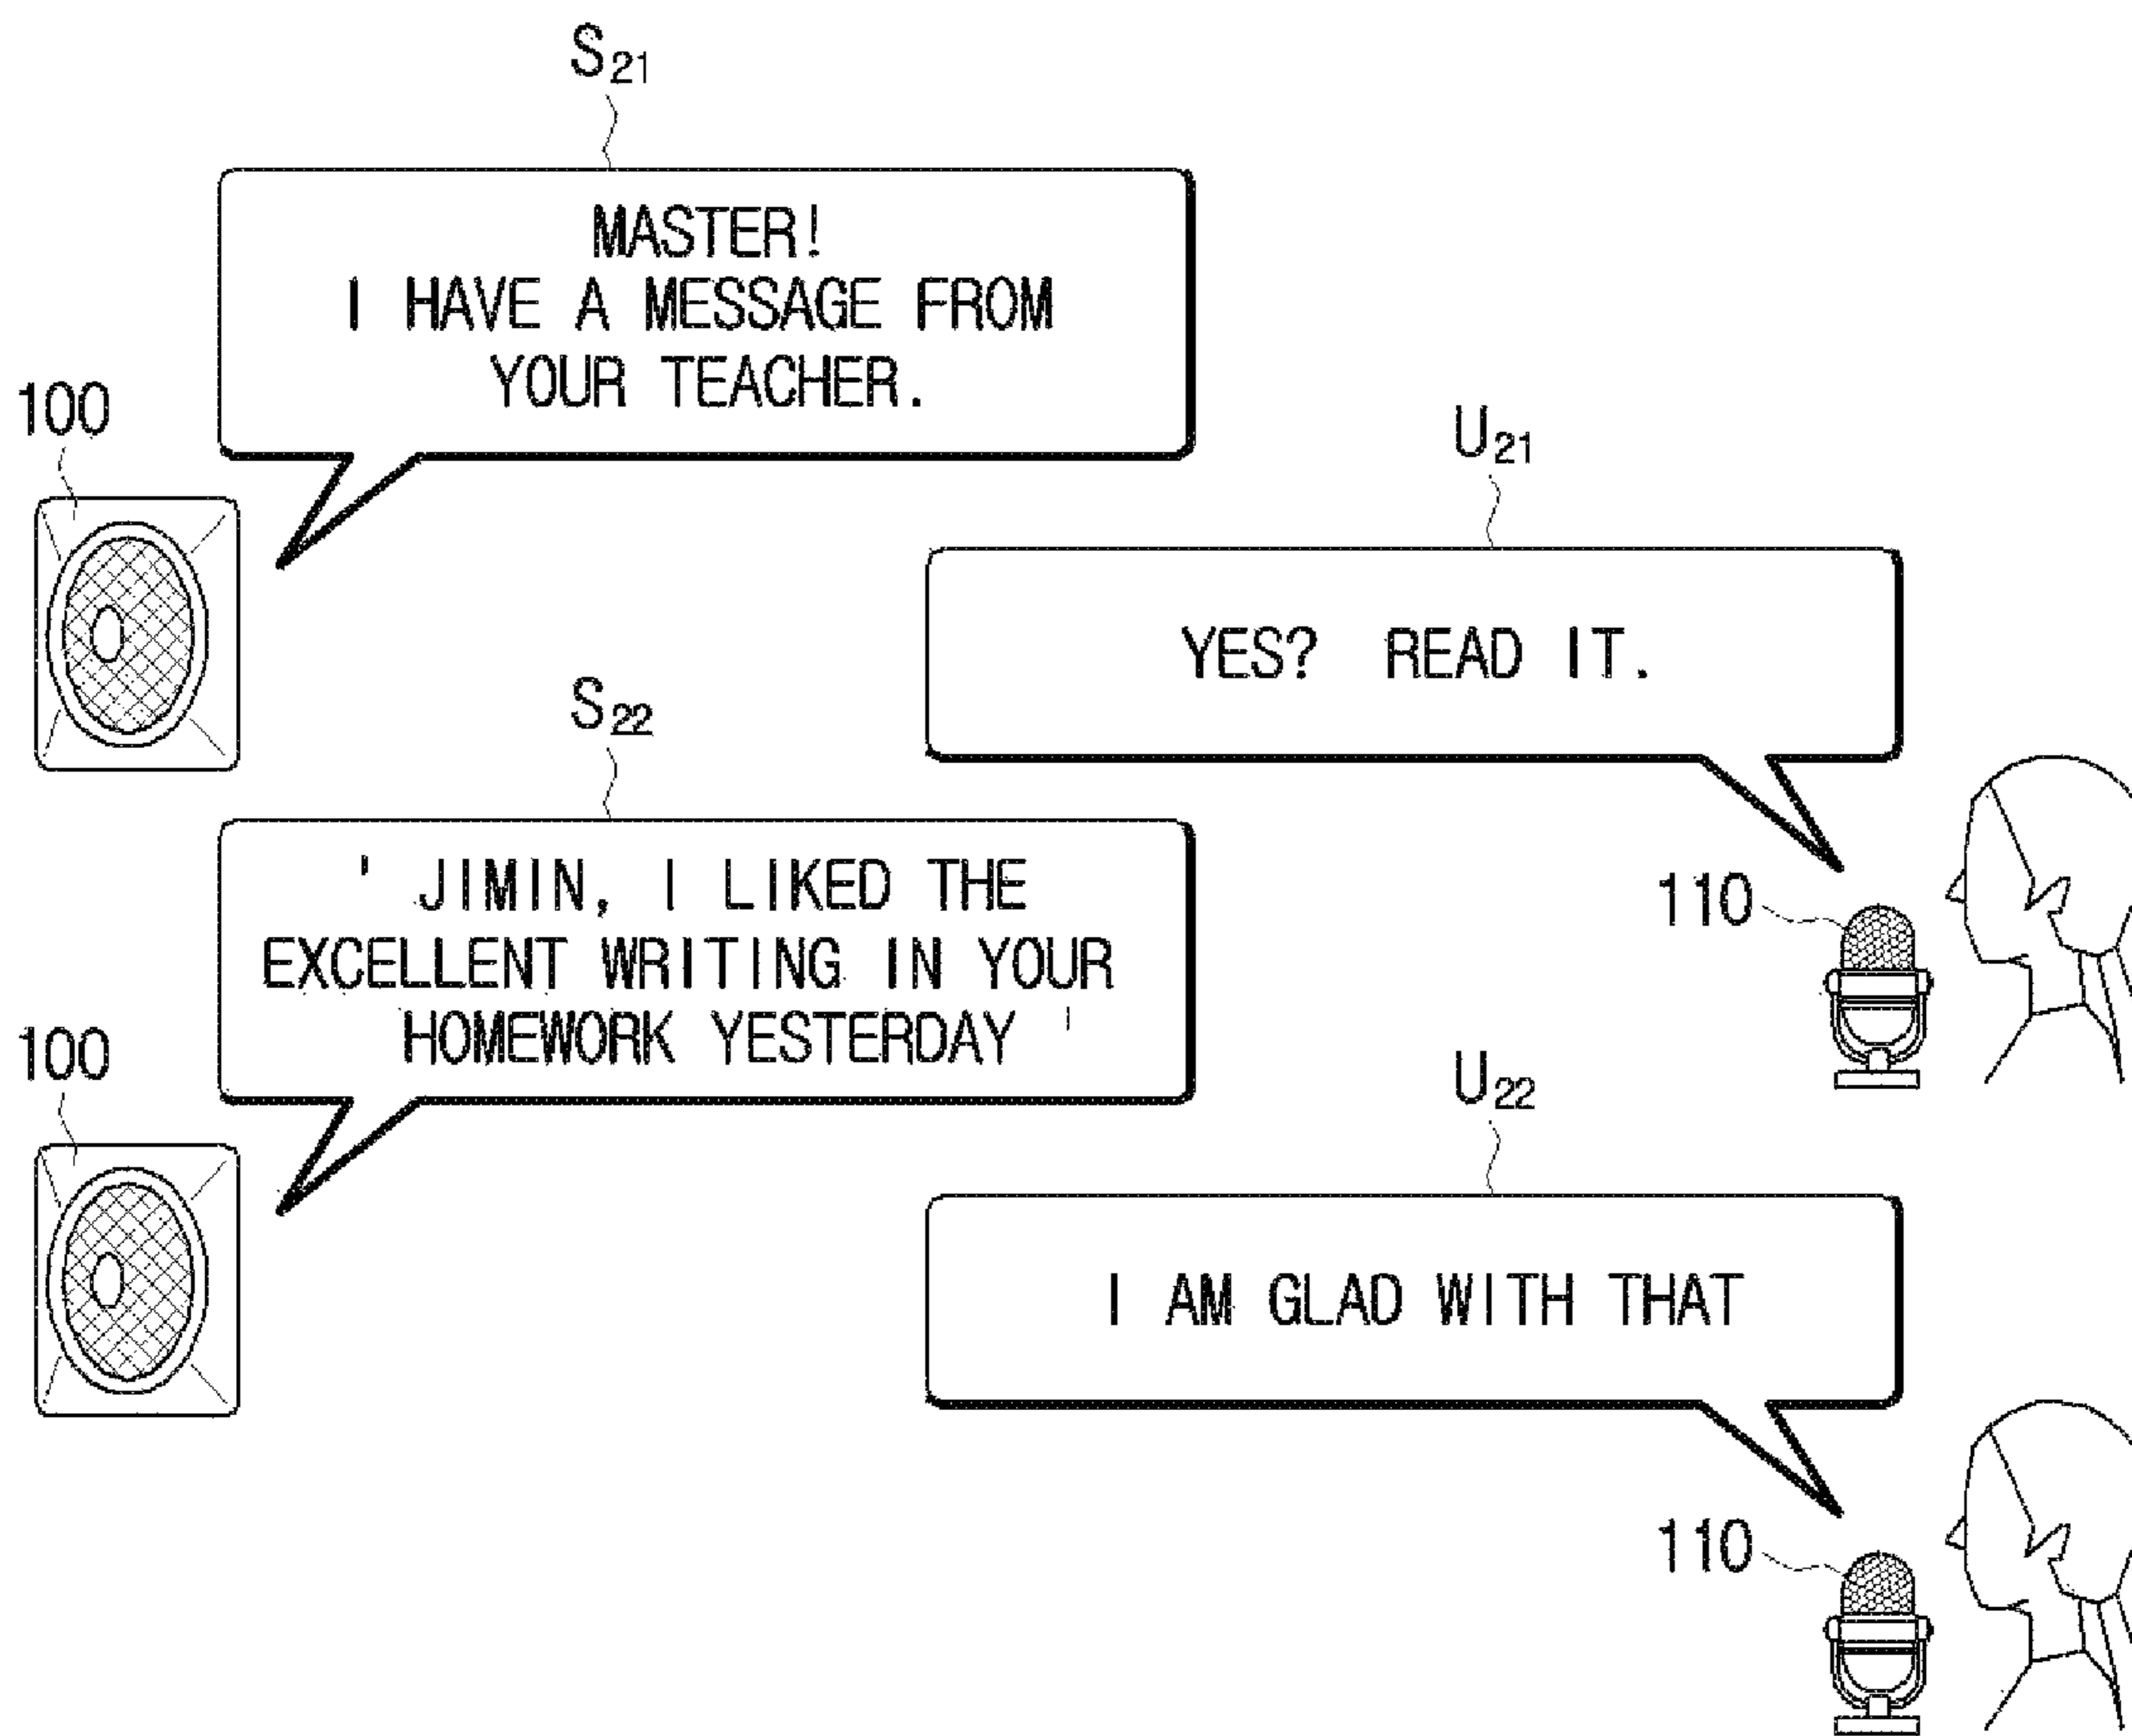 S21
MASTER!
I HAVE A MESSAGE FROM
YOUR TEACHER.
100
U21
YES? READ IT.
S22
' JIMIN, I LIKED THE
EXCELLENT WRITING IN YOUR
HOMEWORK YESTERDAY '
110
100
U22
I AM GLAD WITH THAT
110